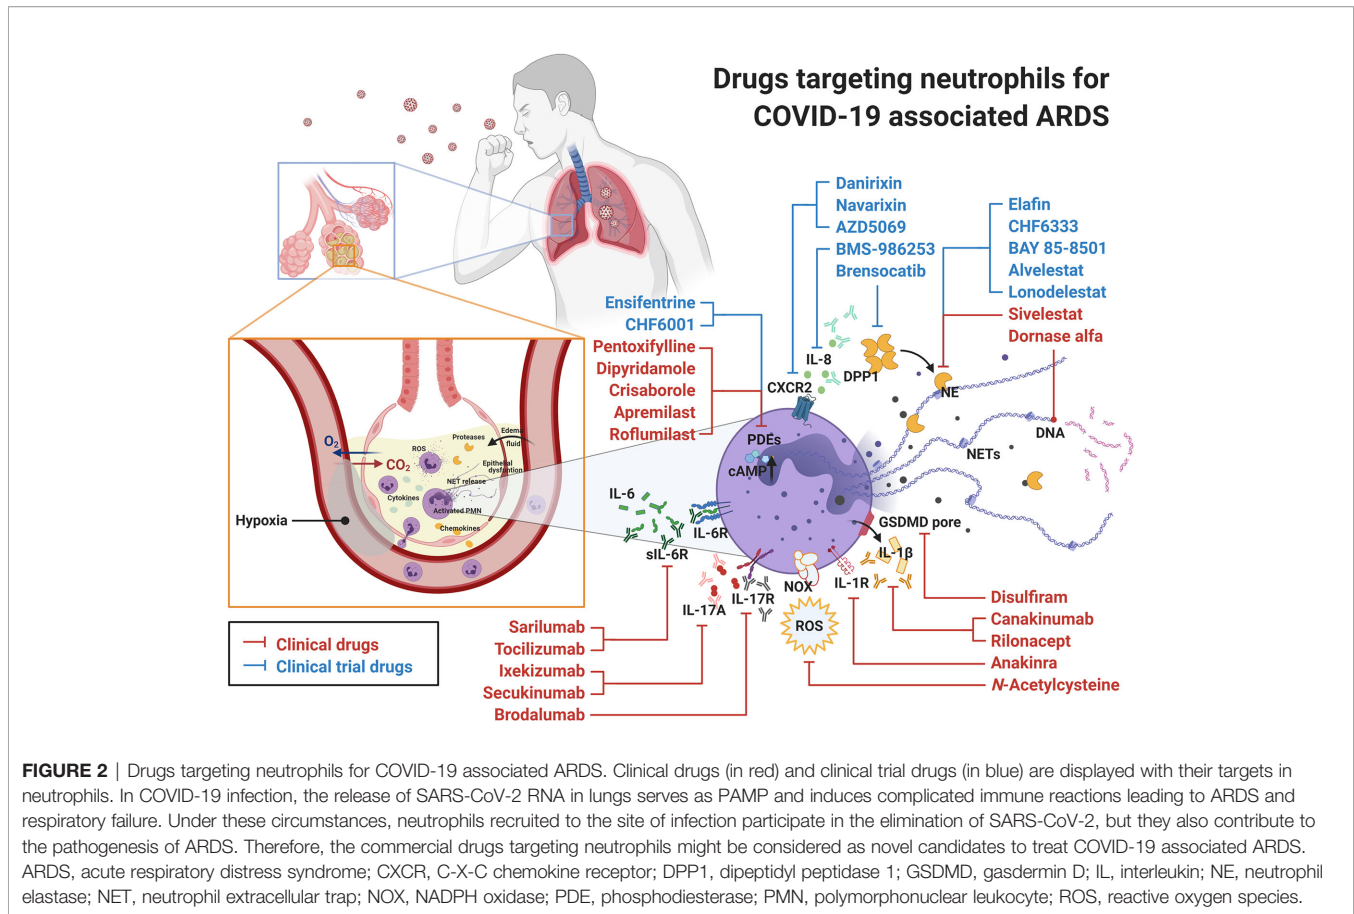 Drugs targeting neutrophils for
COVID-19 associated ARDS
Danirixin
Navarixin
AZD5069
BMS-986253
Brensocatib
Elafin
CHF6333
BAY 85-8501
Alvelestat
Lonodelestat
Sivelestat
Dornase alfa
Ensifentrine
CHF6001
Pentoxifylline
Dipyridamole
Crisaborole
Apremilast
Roflumilast
IL-8
DPP1
CXCR2
NE
PDEs
cAMP
NETs
DNA
O2
CO2
ROS
Proteases
Edema
fluid
Epithelial
dysfuntion
NET release
Cytokines
Activated PMN
Chemokines
Hypoxia
IL-6
IL-6R
sIL-6R
IL-17A
IL-17R
NOX
ROS
IL-1R
IL-1β
GSDMD pore
Clinical drugs
Clinical trial drugs
Sarilumab
Tocilizumab
Ixekizumab
Secukinumab
Brodalumab
Disulfiram
Canakinumab
Rilonacept
Anakinra
N-Acetylcysteine
FIGURE 2 | Drugs targeting neutrophils for COVID-19 associated ARDS. Clinical drugs (in red) and clinical trial drugs (in blue) are displayed with their targets in
neutrophils. In COVID-19 infection, the release of SARS-CoV-2 RNA in lungs serves as PAMP and induces complicated immune reactions leading to ARDS and
respiratory failure. Under these circumstances, neutrophils recruited to the site of infection participate in the elimination of SARS-CoV-2, but they also contribute to
the pathogenesis of ARDS. Therefore, the commercial drugs targeting neutrophils might be considered as novel candidates to treat COVID-19 associated ARDS.
ARDS, acute respiratory distress syndrome; CXCR, C-X-C chemokine receptor; DPP1, dipeptidyl peptidase 1; GSDMD, gasdermin D; IL, interleukin; NE, neutrophil
elastase; NET, neutrophil extracellular trap; NOX, NADPH oxidase; PDE, phosphodiesterase; PMN, polymorphonuclear leukocyte; ROS, reactive oxygen species.